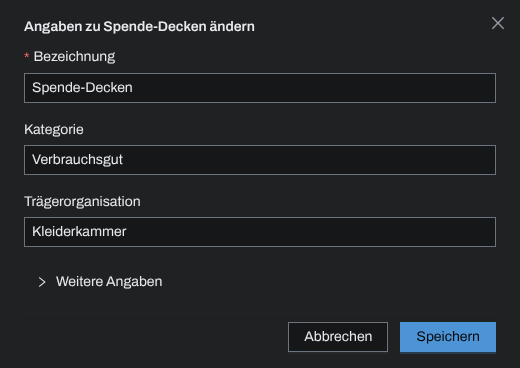 Angaben zu Spende-Decken ändern
* Bezeichnung
Spende-Decken
Kategorie
Verbrauchsgut
Trägerorganisation
Kleiderkammer
Weitere Angaben
Abbrechen
Speichern